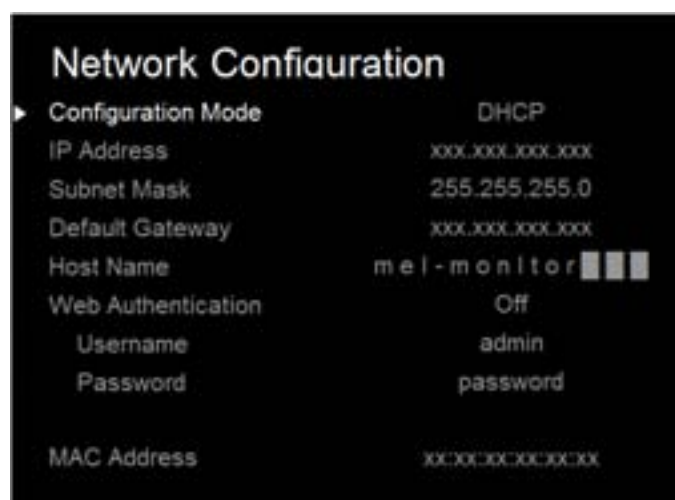 Network Configuration
Configuration Mode DHCP
IP Address xxx.xxx.xxx.xxx
Subnet Mask 255.255.255.0
Default Gateway xxx.xxx.xxx.xxx
Host Name mel-monitor
Web Authentication Off
Username admin
Password password
MAC Address xx:xx:xx:xx:xx:xx